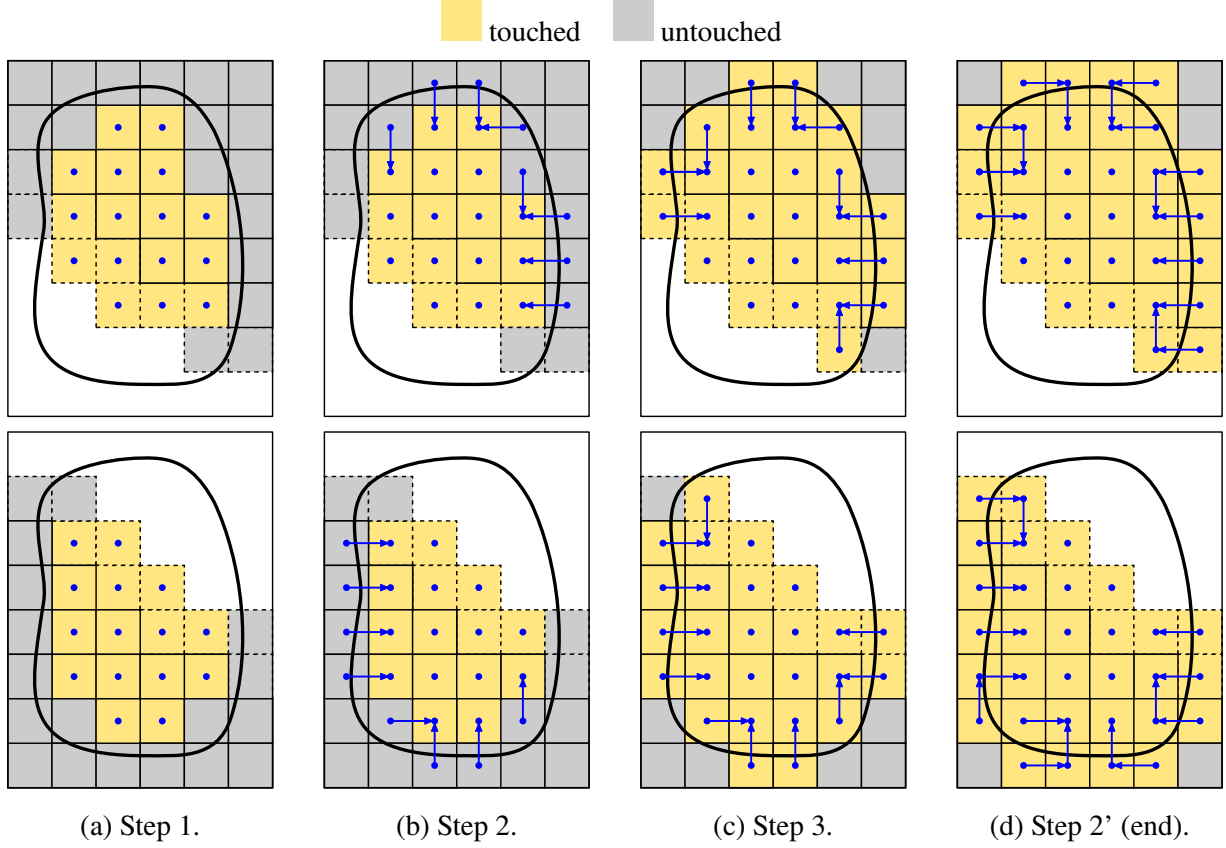 touched untouched
(a) Step 1. (b) Step 2. (c) Step 3. (d) Step 2’ (end).